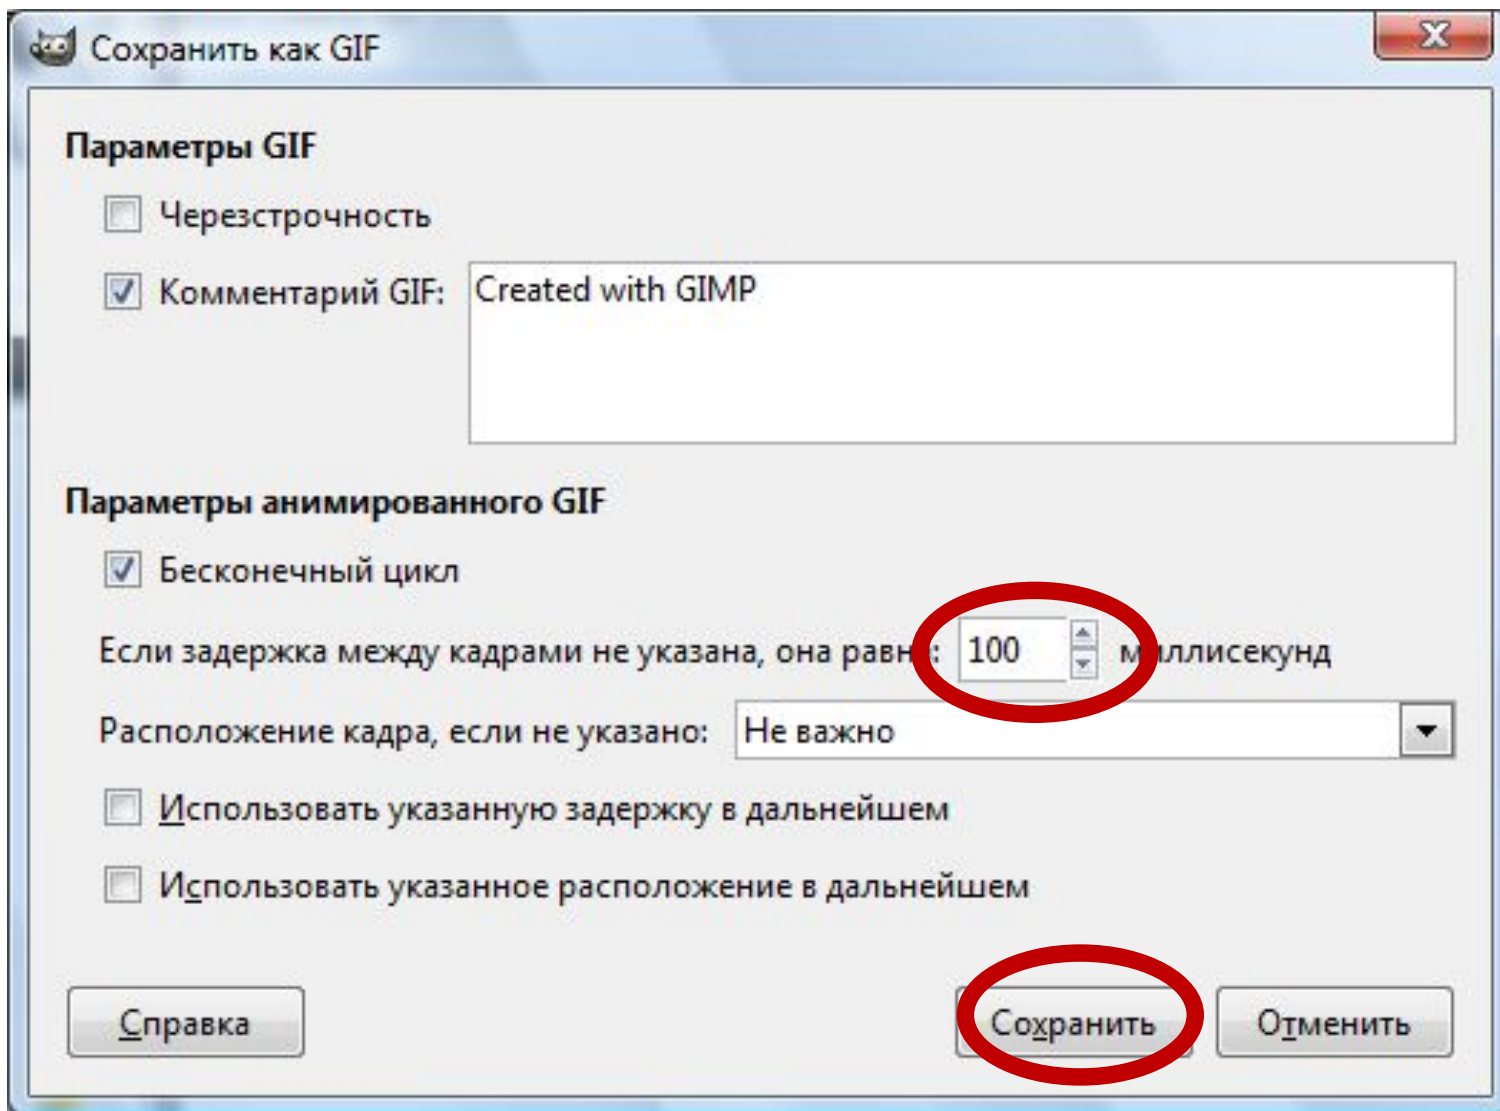 Сохранить как GIF
Параметры GIF
Черезстрочность
Комментарий GIF: Created with GIMP
Параметры анимированного GIF
Бесконечный цикл
Если задержка между кадрами не указана, она равна: 100 миллисекунд
Расположение кадра, если не указано: Не важно
Использовать указанную задержку в дальнейшем
Использовать указанное расположение в дальнейшем
Справка Сохранить Отменить